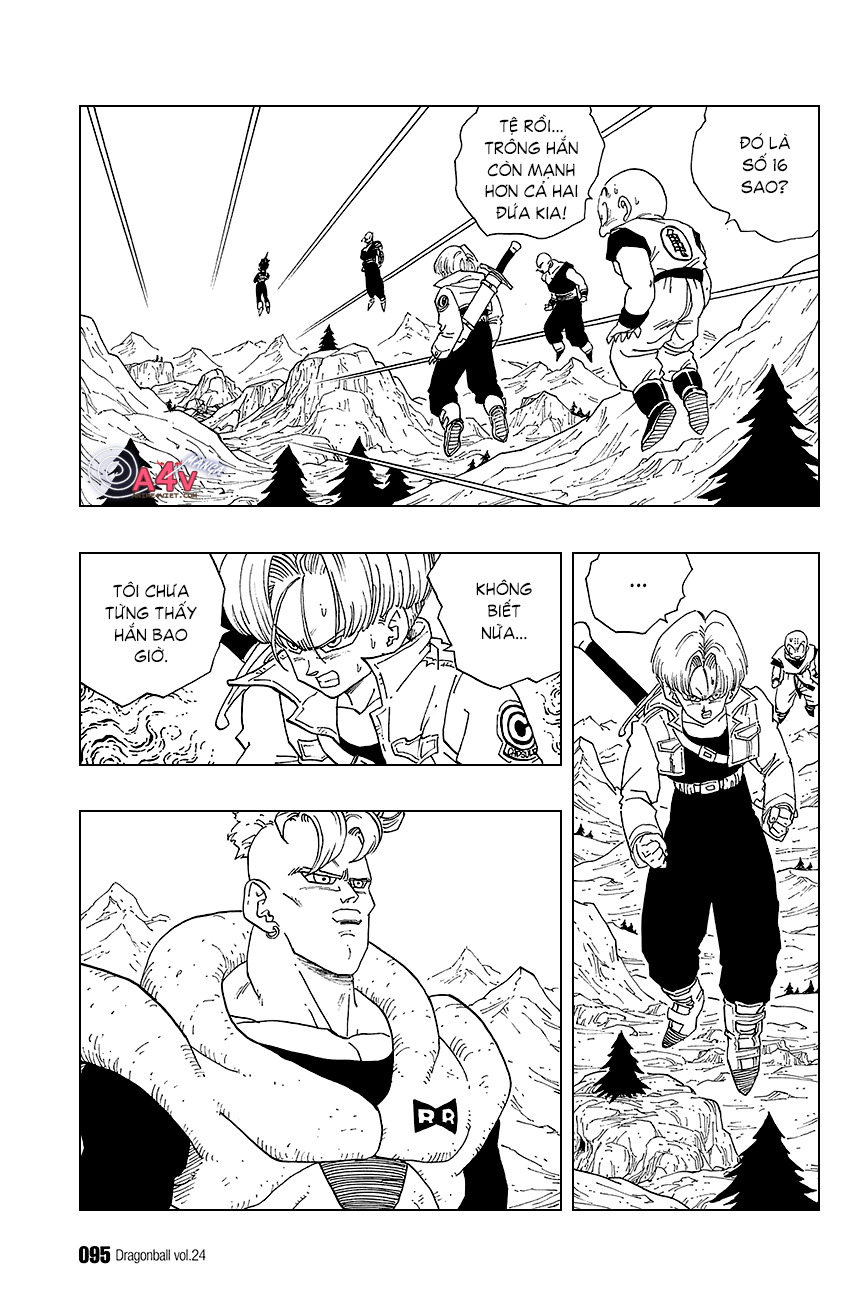 ĐÓ LÀ
SỐ 16
SAO?
TỆ RỒI...
TRÔNG HẮN
CÒN MẠNH
HƠN CẢ HAI
ĐỨA KIA!
...
KHÔNG
BIẾT
NỮA...
TÔI CHƯA
TỪNG THẤY
HẮN BAO
GIỜ.
RR
A4V
095 Dragonball vol.24